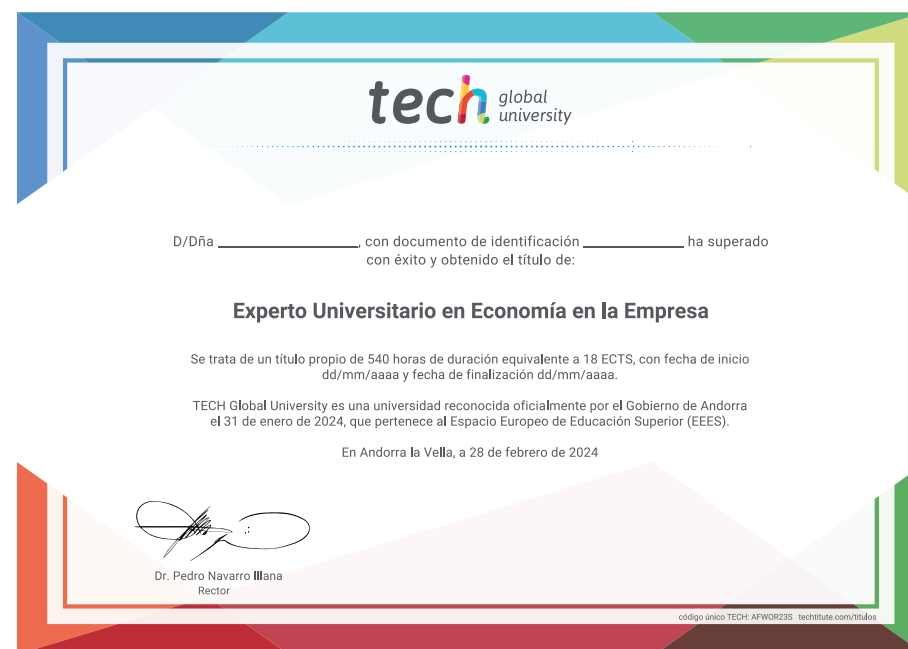 tech global university
D/Dña ____________________, con documento de identificación ______________ ha superado
con éxito y obtenido el título de:
Experto Universitario en Economía en la Empresa
Se trata de un título propio de 540 horas de duración equivalente a 18 ECTS, con fecha de inicio
dd/mm/aaaa y fecha de finalización dd/mm/aaaa.
TECH Global University es una universidad reconocida oficialmente por el Gobierno de Andorra
el 31 de enero de 2024, que pertenece al Espacio Europeo de Educación Superior (EEES).
En Andorra la Vella, a 28 de febrero de 2024
Dr. Pedro Navarro Illana
Rector
código único TECH: AFWOR23S techtitute.com/titulos